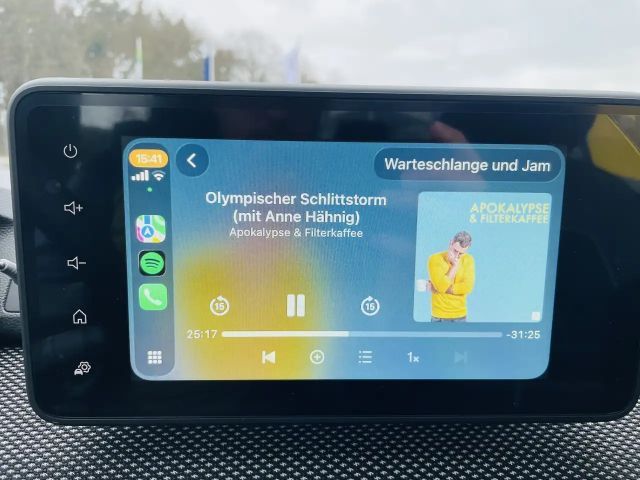 15:41
Warteschlange und Jam
Olympischer Schlittstorm
(mit Anne Hähnig)
Apokalypse & Filterkaffee
APOKALYPSE
& FILTERKAFFEE
15
15
25:17
-31:25
1x